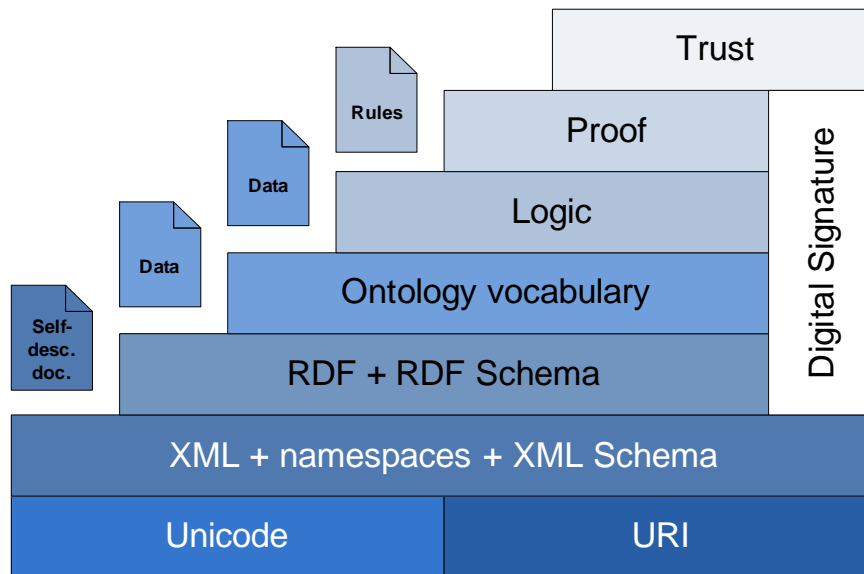 Trust
Rules
Proof
Data
Logic
Data
Ontology vocabulary
Digital Signature
Self-
desc.
doc.
RDF + RDF Schema
XML + namespaces + XML Schema
Unicode
URI